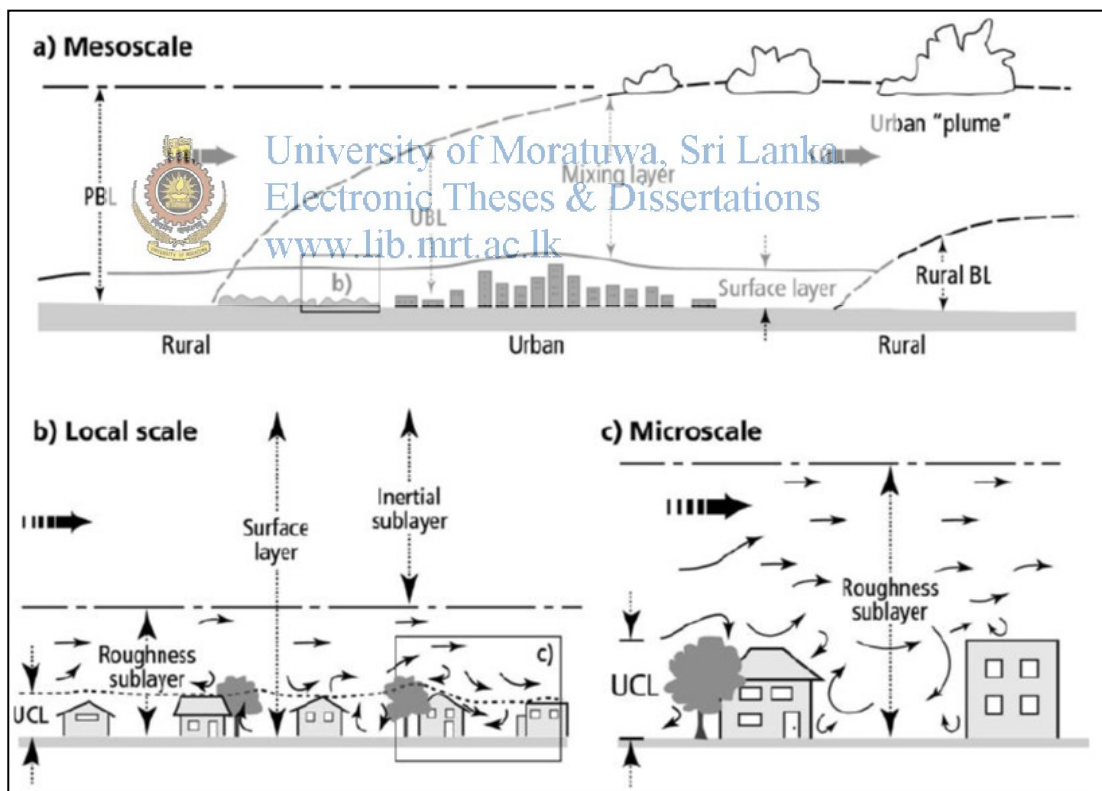 a) Mesoscale
Urban "plume"
University of Moratuwa, Sri Lanka.
Mixing layer
PBL
Electronic Theses & Dissertations
UBL
www.lib.mrt.ac.lk
Rural BL
b)
Surface layer
Rural
Urban
Rural
b) Local scale
Inertial
sublayer
Surface
layer
Roughness
sublayer
c)
UCL
c) Microscale
Roughness
sublayer
UCL